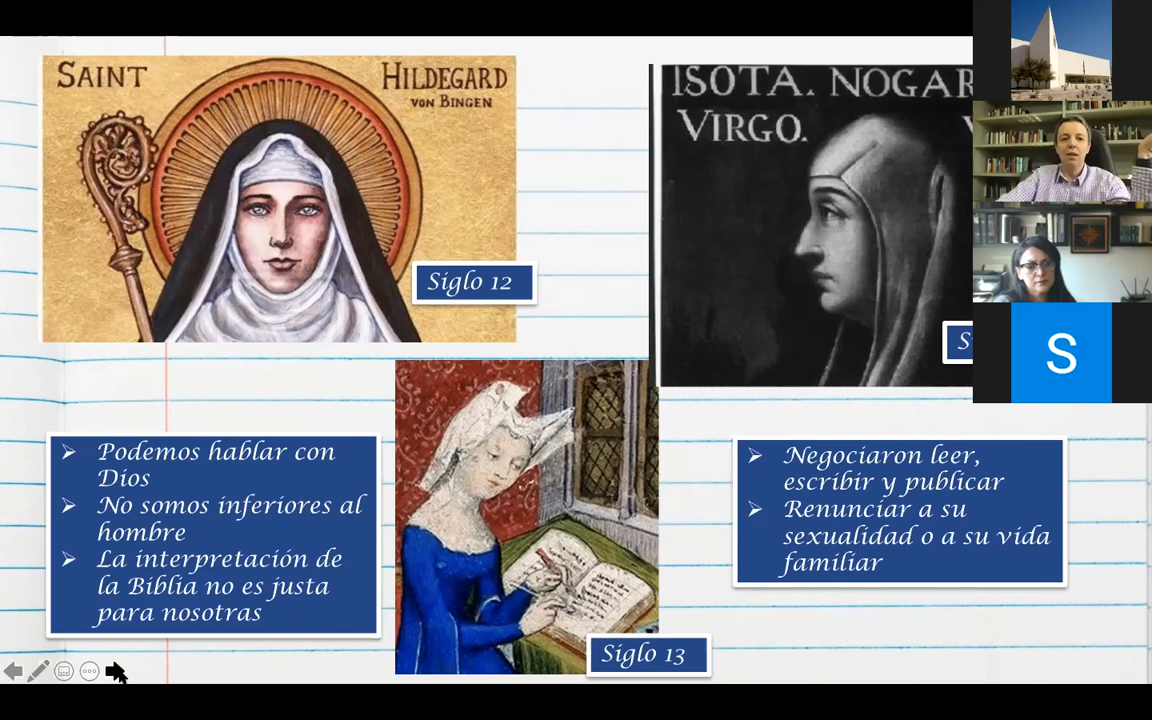 SAINT HILDEGARD
VON BINGEN
Siglo 12
ISOTA. NOGAR
VIRGO.
S
S
Podemos hablar con
Dios
No somos inferiores al
hombre
La interpretación de
la Biblia no es justa
para nosotras
Siglo 13
Negociaron leer,
escribir y publicar
Renunciar a su
sexualidad o a su vida
familiar